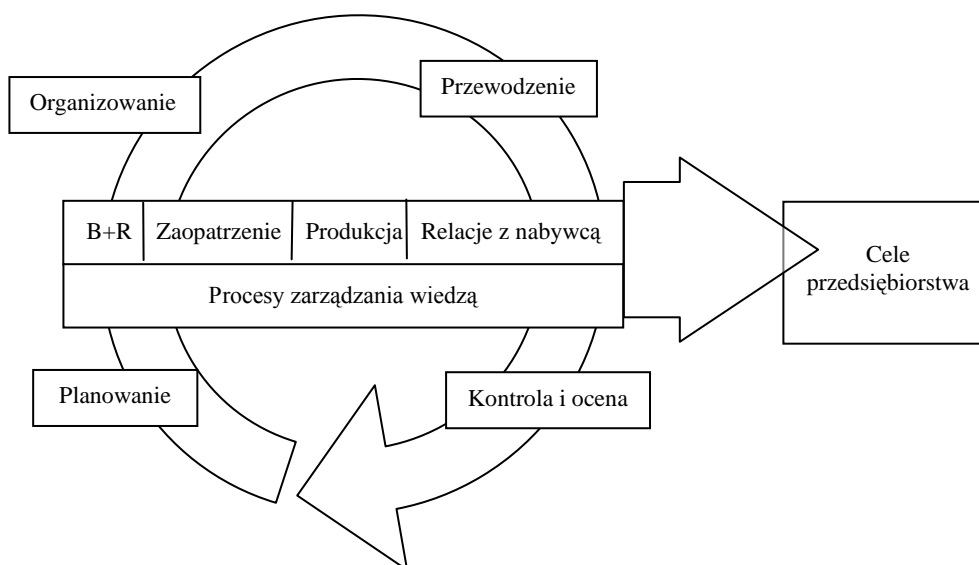 Organizowanie
Przewodzenie
B+R Zaopatrzenie Produkcja Relacje z nabywcą
Procesy zarządzania wiedzą
Cele
przedsiębiorstwa
Planowanie
Kontrola i ocena